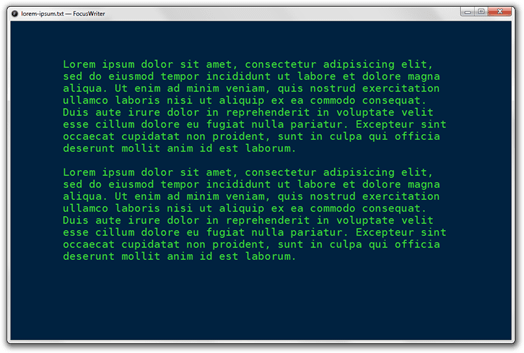 lorem-ipsum.txt — FocusWriter
Lorem ipsum dolor sit amet, consectetur adipisicing elit,
sed do eiusmod tempor incididunt ut labore et dolore magna
aliqua. Ut enim ad minim veniam, quis nostrud exercitation
ullamco laboris nisi ut aliquip ex ea commodo consequat.
Duis aute irure dolor in reprehenderit in voluptate velit
esse cillum dolore eu fugiat nulla pariatur. Excepteur sint
occaecat cupidatat non proident, sunt in culpa qui officia
deserunt mollit anim id est laborum.
Lorem ipsum dolor sit amet, consectetur adipisicing elit,
sed do eiusmod tempor incididunt ut labore et dolore magna
aliqua. Ut enim ad minim veniam, quis nostrud exercitation
ullamco laboris nisi ut aliquip ex ea commodo consequat.
Duis aute irure dolor in reprehenderit in voluptate velit
esse cillum dolore eu fugiat nulla pariatur. Excepteur sint
occaecat cupidatat non proident, sunt in culpa qui officia
deserunt mollit anim id est laborum.